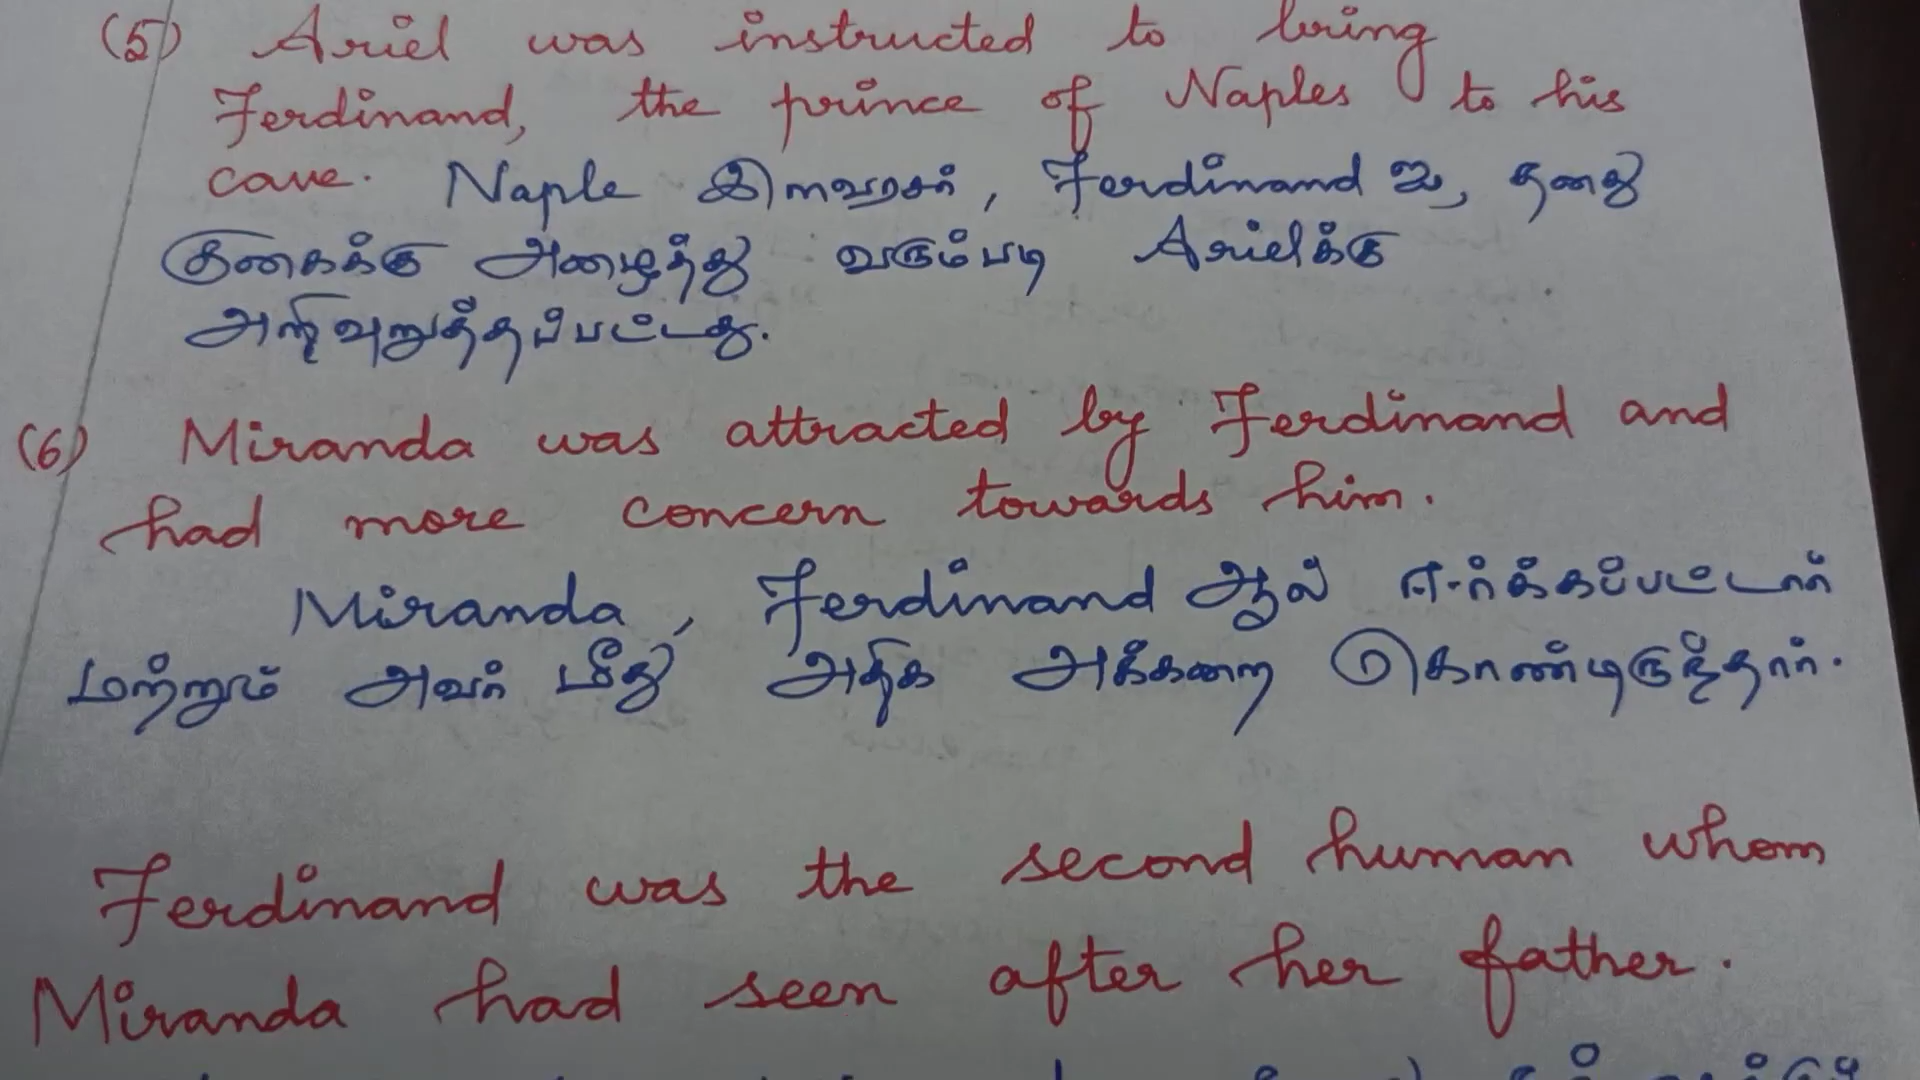 (5) Ariel was instructed to bring
Ferdinand, the prince of Naples to his
cave. Naple இளவரசர், Ferdinand ஐ, தனது
குகைக்கு அழைத்து வரும்படி Arielக்கு
அறிவுறுத்தப்பட்டது.
(6) Miranda was attracted by Ferdinand and
had more concern towards him.
Miranda, Ferdinand ஆல் ஈர்க்கப்பட்டார்
மற்றும் அவர் மீது அதிக அக்கறை கொண்டிருந்தார்.
Ferdinand was the second human whom
Miranda had seen after her father.